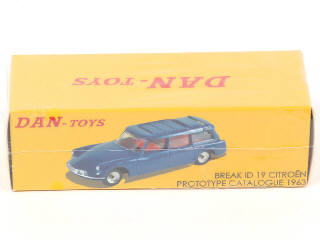 DAN-TOYS
DAN-TOYS
BREAK ID 19 CITROËN
PROTOTYPE CATALOGUE 1963